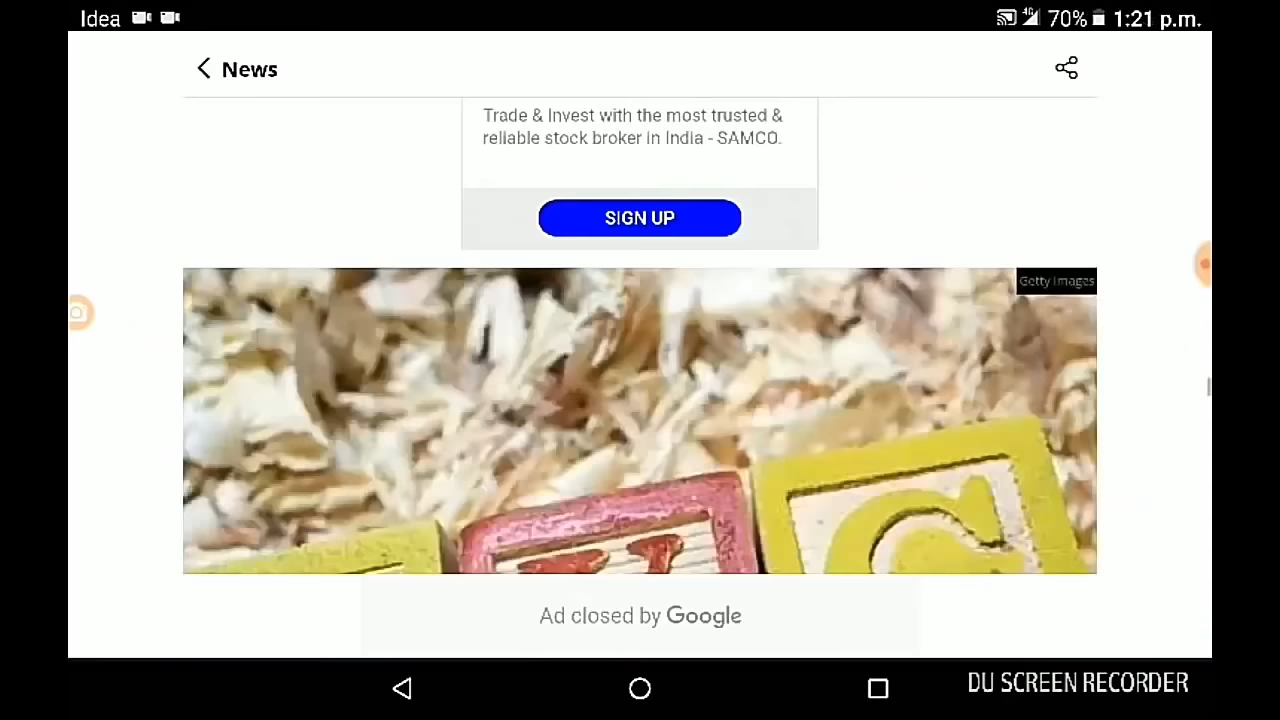 Idea 4G 70% 1:21 p.m.
News
Trade & Invest with the most trusted &
reliable stock broker in India - SAMCO.
SIGN UP
Getty Images
C
Ad closed by Google
DU SCREEN RECORDER